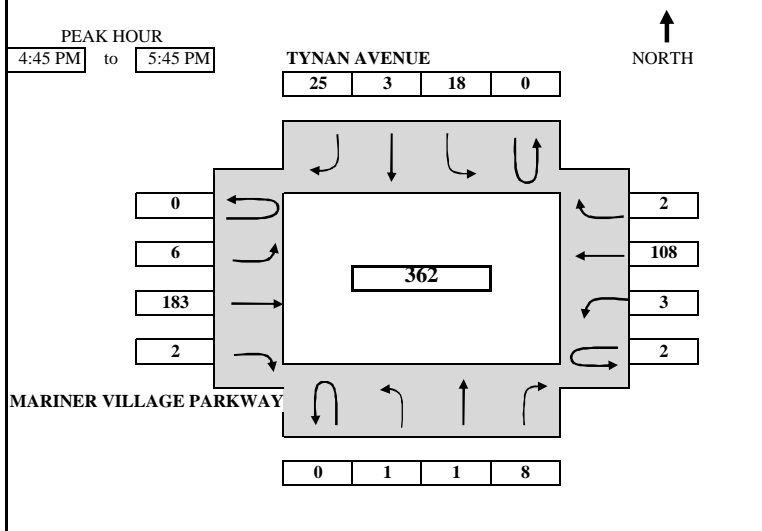 PEAK HOUR
4:45 PM to 5:45 PM
TYNAN AVENUE
NORTH
25 3 18 0
0 2
6 108
362
183 3
2 2
MARINER VILLAGE PARKWAY
0 1 1 8